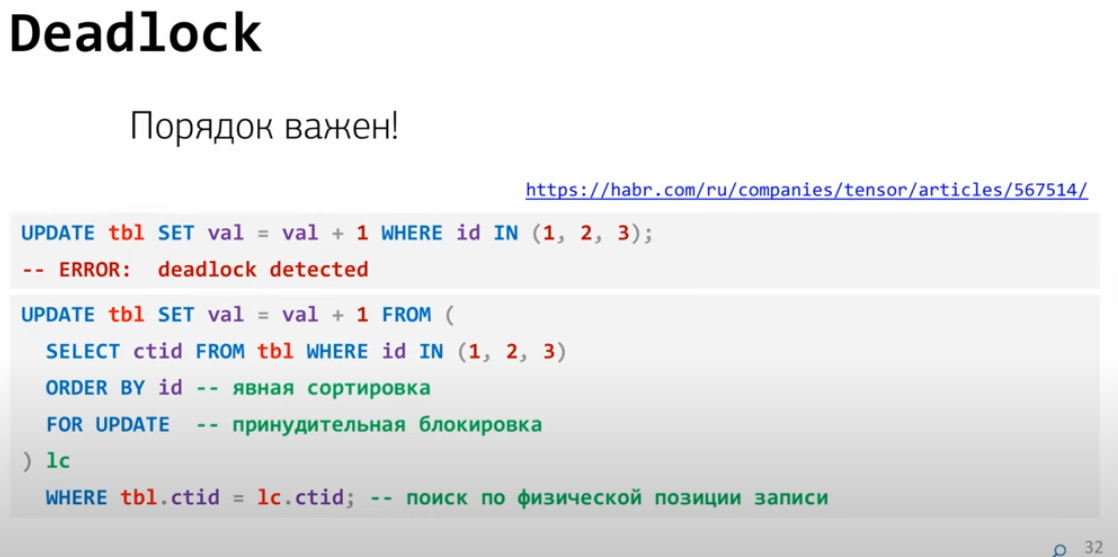 Deadlock
Порядок важен!
https://habr.com/ru/companies/tensor/articles/567514/
UPDATE tbl SET val = val + 1 WHERE id IN (1, 2, 3);
-- ERROR:  deadlock detected
UPDATE tbl SET val = val + 1 FROM (
  SELECT ctid FROM tbl WHERE id IN (1, 2, 3)
  ORDER BY id -- явная сортировка
  FOR UPDATE  -- принудительная блокировка
) lc
  WHERE tbl.ctid = lc.ctid; -- поиск по физической позиции записи
32